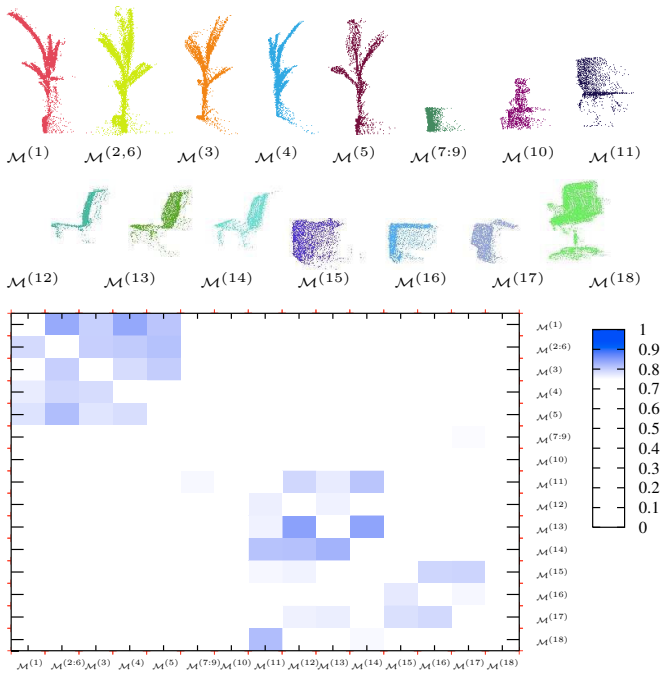 𝓜(1) 𝓜(2,6) 𝓜(3) 𝓜(4) 𝓜(5) 𝓜(7:9) 𝓜(10) 𝓜(11)
𝓜(12) 𝓜(13) 𝓜(14) 𝓜(15) 𝓜(16) 𝓜(17) 𝓜(18)
𝓜(1)
𝓜(2:6)
𝓜(3)
𝓜(4)
𝓜(5)
𝓜(7:9)
𝓜(10)
𝓜(11)
𝓜(12)
𝓜(13)
𝓜(14)
𝓜(15)
𝓜(16)
𝓜(17)
𝓜(18)
1
0.9
0.8
0.7
0.6
0.5
0.4
0.3
0.2
0.1
0
𝓜(1) 𝓜(2:6) 𝓜(3) 𝓜(4) 𝓜(5) 𝓜(7:9) 𝓜(10) 𝓜(11) 𝓜(12) 𝓜(13) 𝓜(14) 𝓜(15) 𝓜(16) 𝓜(17) 𝓜(18)